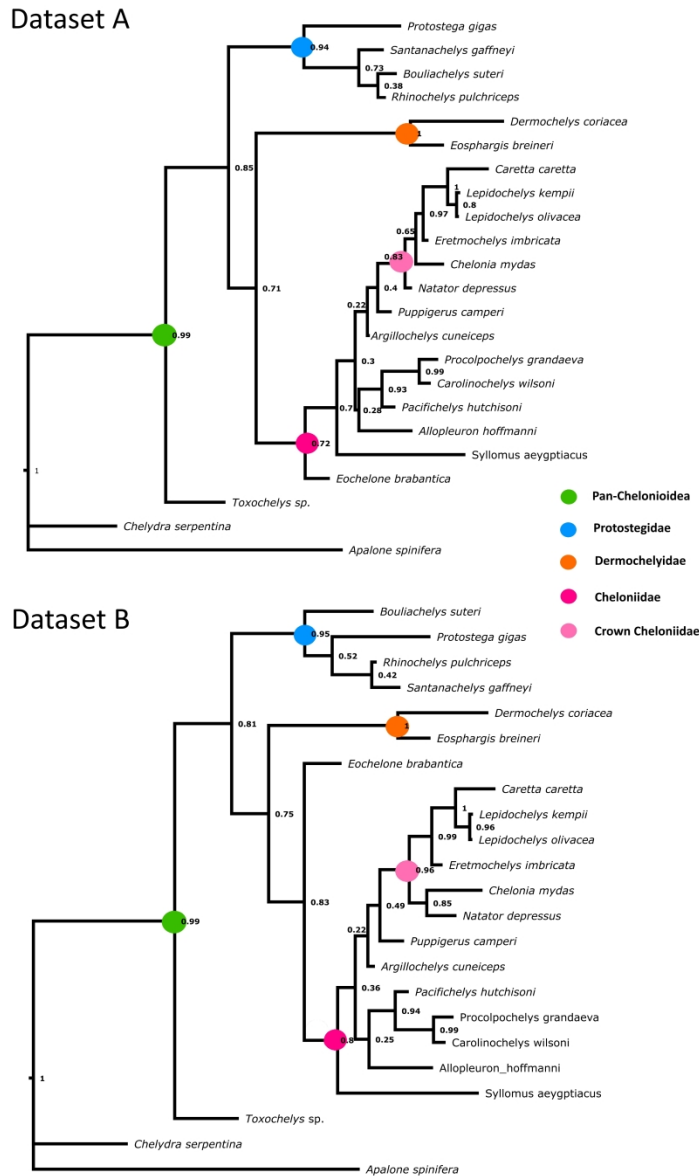 Dataset A
Protostega gigas
0.94
Santanachelys gaffneyi
0.73
Bouliachelys suteri
0.38
Rhinochelys pulchriceps
Dermochelys coriacea
1
Eosphargis breineri
0.85
Caretta caretta
1
Lepidochelys kempii
0.8
0.97
Lepidochelys olivacea
0.65
Eretmochelys imbricata
0.83
Chelonia mydas
0.71
0.4
Natator depressus
0.22
Puppigerus camperi
0.99
Argillochelys cuneiceps
0.3
Procolpochelys grandaeva
0.99
Carolinochelys wilsoni
0.93
0.7
0.28
Pacifichelys hutchisoni
Allopleuron hoffmanni
0.72
Syllomus aeygptiacus
1
Eochelone brabantica
Toxochelys sp.
Chelydra serpentina
Apalone spinifera
Pan-Chelonioidea
Protostegidae
Dermochelyidae
Cheloniidae
Crown Cheloniidae
Dataset B
Bouliachelys suteri
0.95
Protostega gigas
0.52
Rhinochelys pulchriceps
0.42
Santanachelys gaffneyi
Dermochelys coriacea
0.81
1
Eosphargis breineri
Eochelone brabantica
Caretta caretta
1
0.75
Lepidochelys kempii
0.96
0.99
Lepidochelys olivacea
Eretmochelys imbricata
0.96
Chelonia mydas
0.85
0.49
Natator depressus
0.83
0.99
0.22
Puppigerus camperi
Argillochelys cuneiceps
0.36
Pacifichelys hutchisoni
0.94
Procolpochelys grandaeva
0.99
0.8
0.25
Carolinochelys wilsoni
Allopleuron_hoffmanni
1
Syllomus aeygptiacus
Toxochelys sp.
Chelydra serpentina
Apalone spinifera